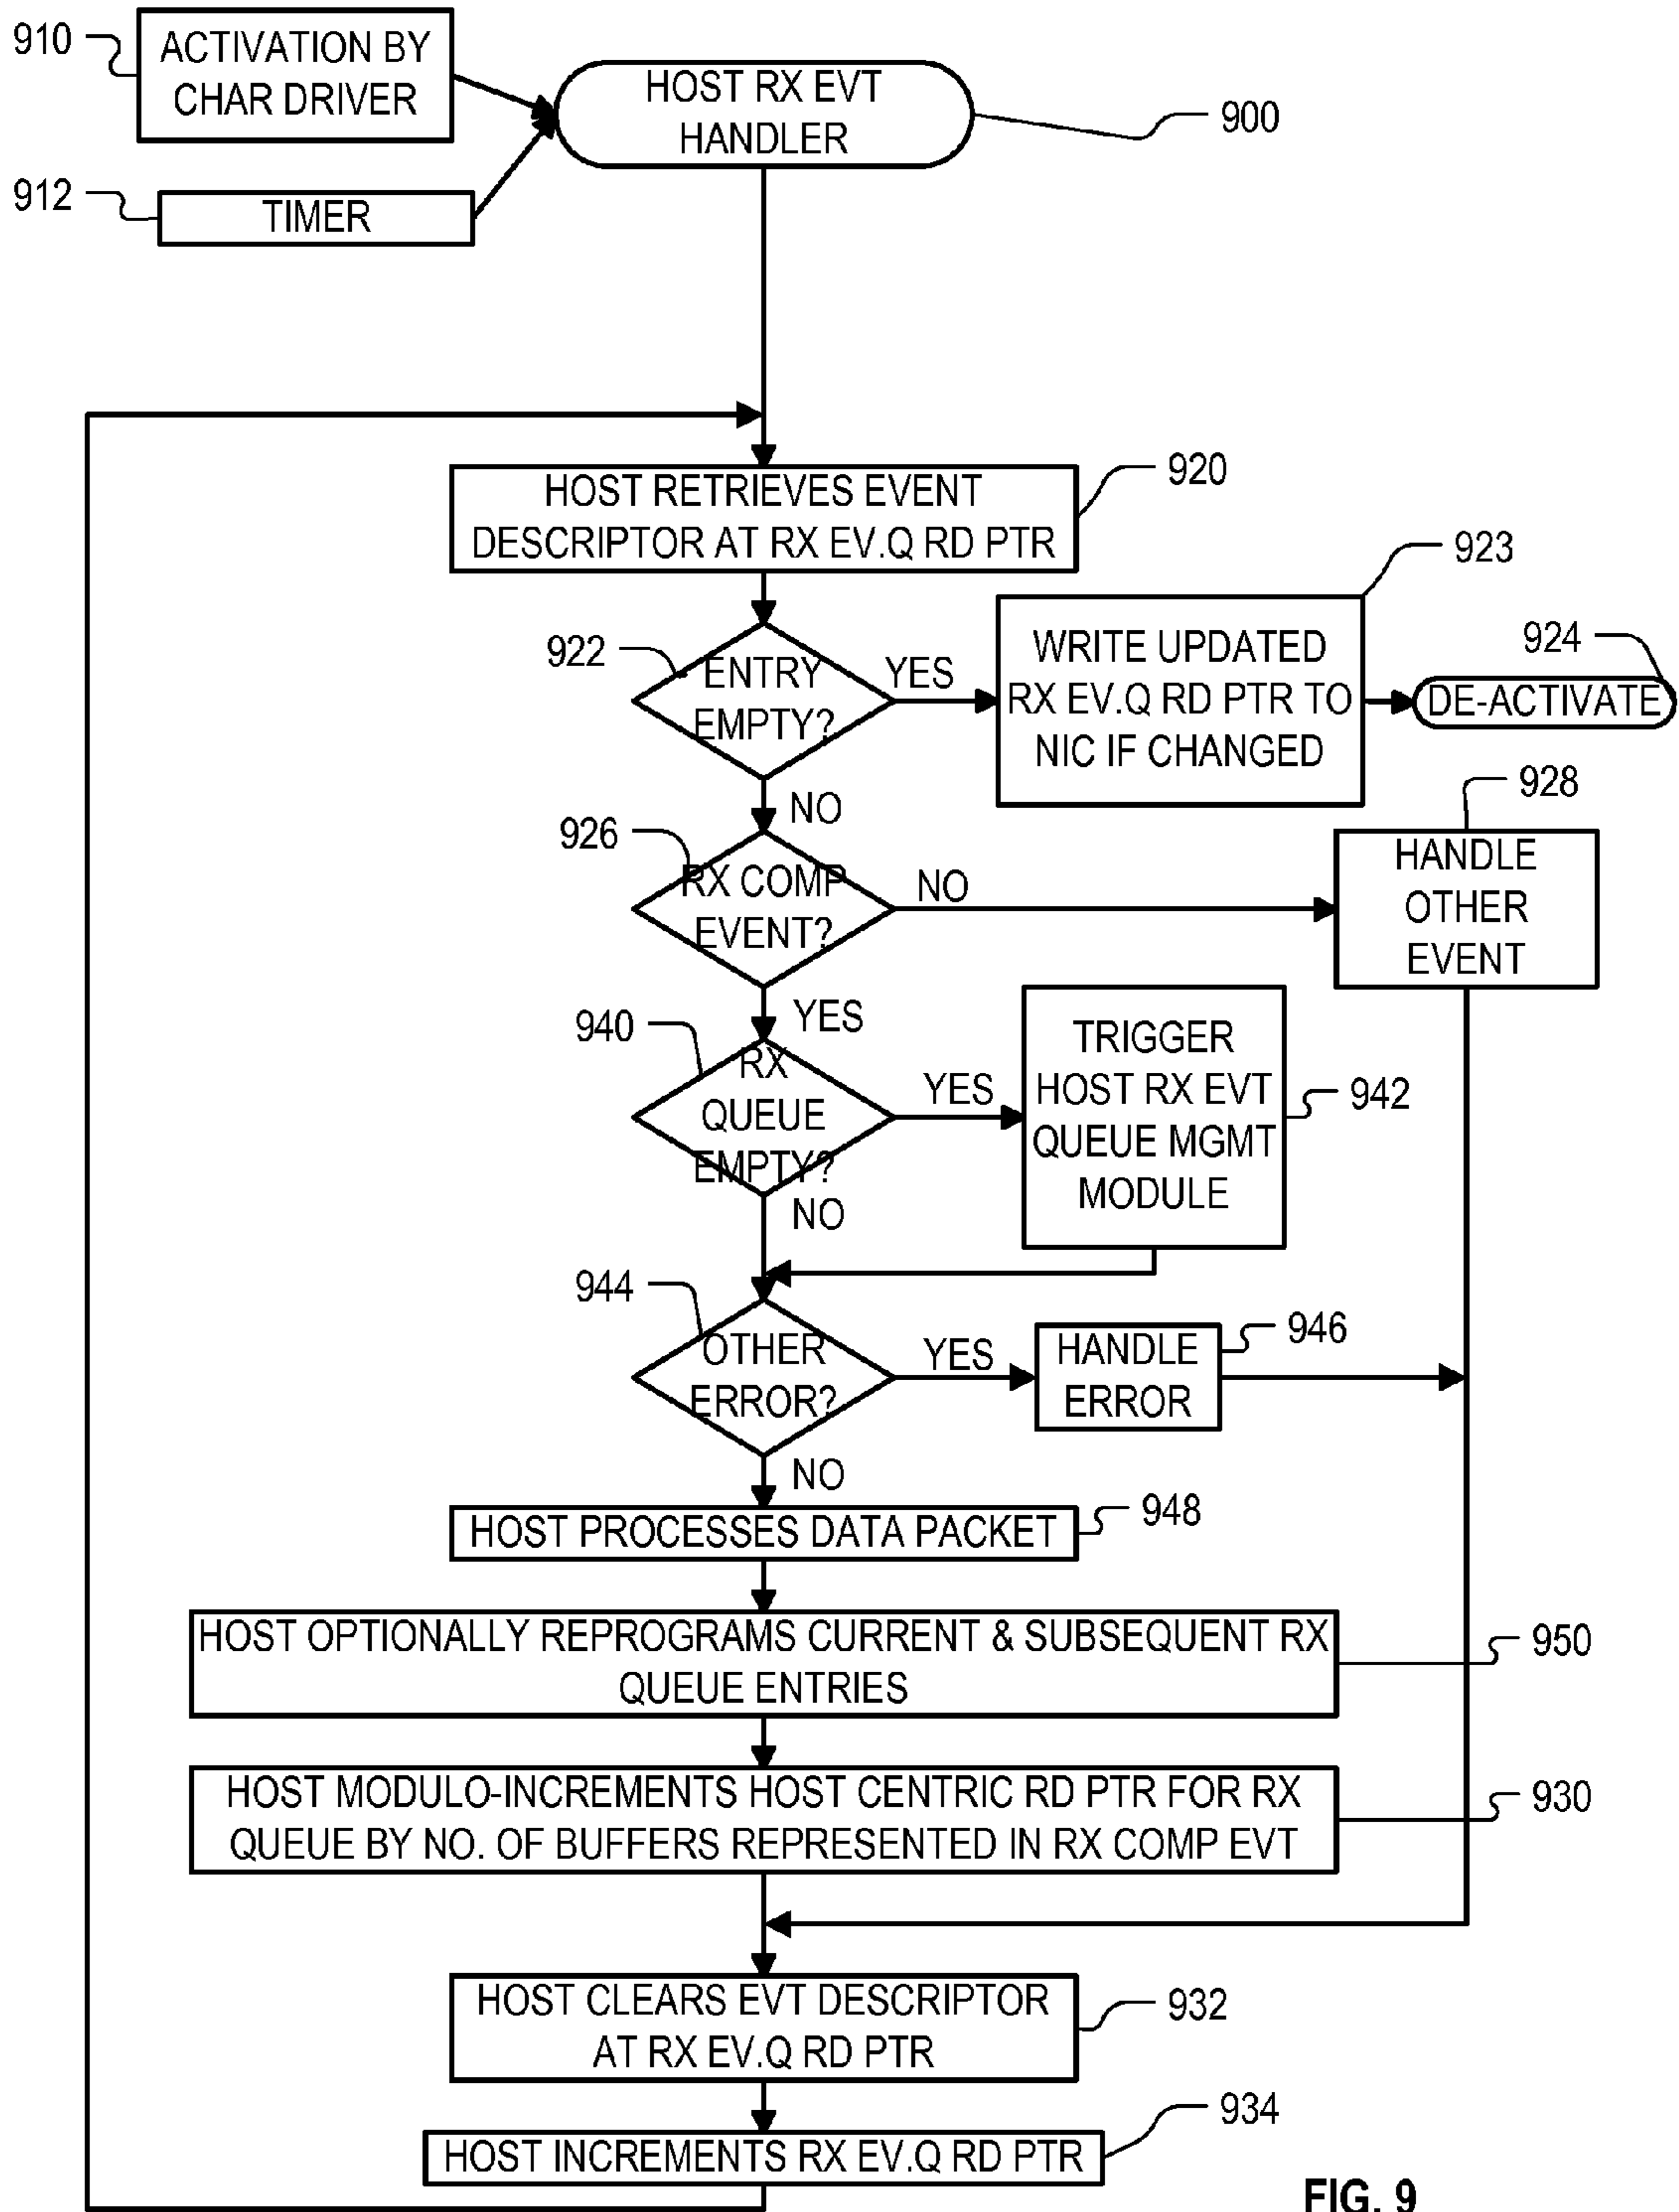 910
ACTIVATION BY
CHAR DRIVER
HOST RX EVT
HANDLER
900
912
TIMER
920
HOST RETRIEVES EVENT
DESCRIPTOR AT RX EV.Q RD PTR
922
ENTRY
EMPTY?
YES
923
WRITE UPDATED
RX EV.Q RD PTR TO
NIC IF CHANGED
924
DE-ACTIVATE
NO
926
RX COMP
EVENT?
NO
928
HANDLE
OTHER
EVENT
YES
940
RX
QUEUE
EMPTY?
YES
TRIGGER
HOST RX EVT
QUEUE MGMT
MODULE
942
NO
944
OTHER
ERROR?
YES
HANDLE
ERROR
946
NO
HOST PROCESSES DATA PACKET
948
HOST OPTIONALLY REPROGRAMS CURRENT & SUBSEQUENT RX
QUEUE ENTRIES
950
HOST MODULO-INCREMENTS HOST CENTRIC RD PTR FOR RX
QUEUE BY NO. OF BUFFERS REPRESENTED IN RX COMP EVT
930
HOST CLEARS EVT DESCRIPTOR
AT RX EV.Q RD PTR
932
HOST INCREMENTS RX EV.Q RD PTR
934
FIG. 9